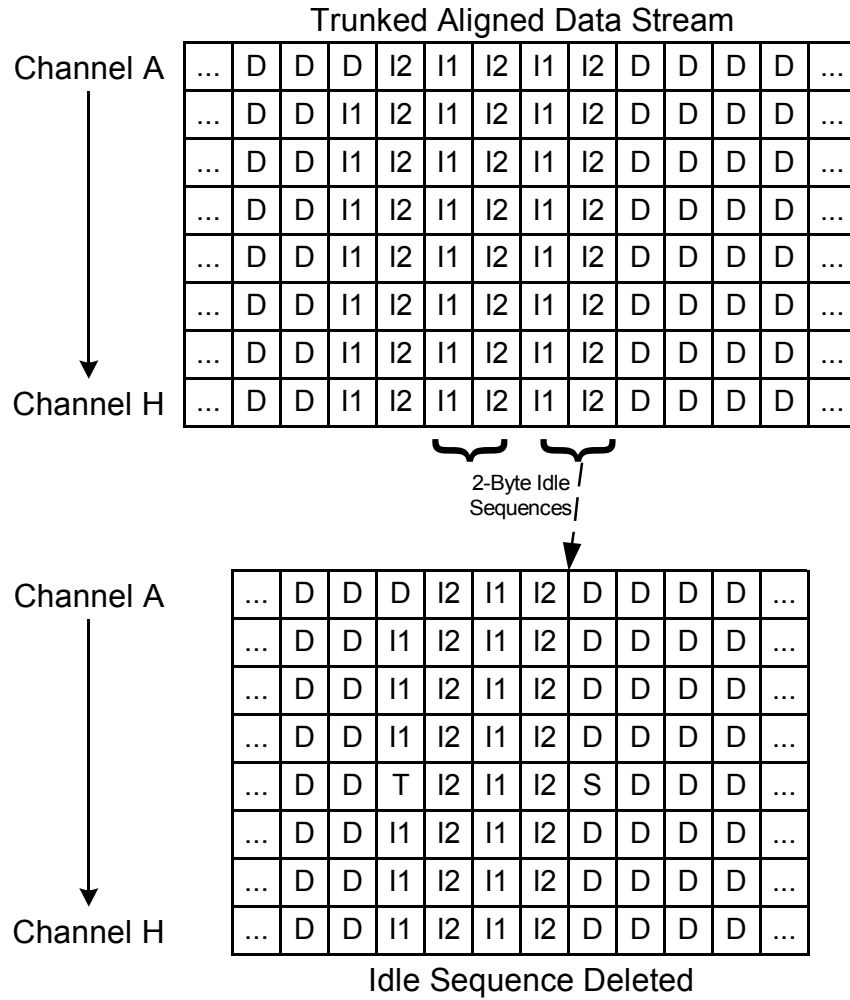 Trunked Aligned Data Stream
Channel A ... D D D I2 I1 I2 I1 I2 D D D D ...
... D D I1 I2 I1 I2 I1 I2 D D D D ...
... D D I1 I2 I1 I2 I1 I2 D D D D ...
... D D I1 I2 I1 I2 I1 I2 D D D D ...
... D D I1 I2 I1 I2 I1 I2 D D D D ...
... D D I1 I2 I1 I2 I1 I2 D D D D ...
... D D I1 I2 I1 I2 I1 I2 D D D D ...
Channel H ... D D I1 I2 I1 I2 I1 I2 D D D D ...
2-Byte Idle
Sequences
Channel A ... D D D I2 I1 I2 D D D D ...
... D D I1 I2 I1 I2 D D D D ...
... D D I1 I2 I1 I2 D D D D ...
... D D I1 I2 I1 I2 D D D D ...
... D D T I2 I1 I2 S D D D ...
... D D I1 I2 I1 I2 D D D D ...
... D D I1 I2 I1 I2 D D D D ...
Channel H ... D D I1 I2 I1 I2 D D D D ...
Idle Sequence Deleted